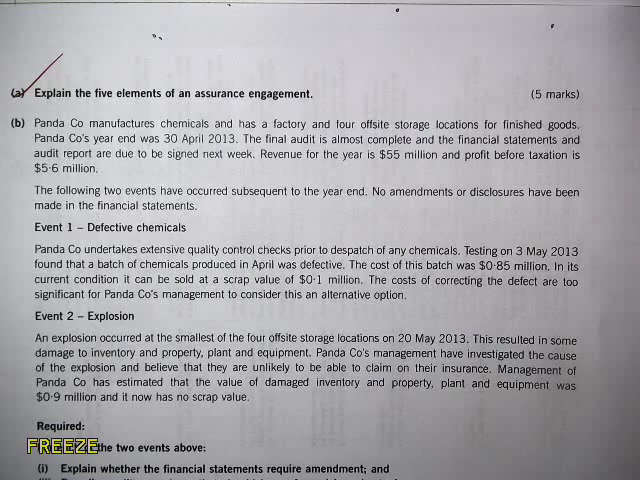 (a) Explain the five elements of an assurance engagement. (5 marks)
(b) Panda Co manufactures chemicals and has a factory and four offsite storage locations for finished goods.
Panda Co's year end was 30 April 2013. The final audit is almost complete and the financial statements and
audit report are due to be signed next week. Revenue for the year is $55 million and profit before taxation is
$5·6 million.
The following two events have occurred subsequent to the year end. No amendments or disclosures have been
made in the financial statements.
Event 1 – Defective chemicals
Panda Co undertakes extensive quality control checks prior to despatch of any chemicals. Testing on 3 May 2013
found that a batch of chemicals produced in April was defective. The cost of this batch was $0·85 million. In its
current condition it can be sold at a scrap value of $0·1 million. The costs of correcting the defect are too
significant for Panda Co's management to consider this an alternative option.
Event 2 – Explosion
An explosion occurred at the smallest of the four offsite storage locations on 20 May 2013. This resulted in some
damage to inventory and property, plant and equipment. Panda Co's management have investigated the cause
of the explosion and believe that they are unlikely to be able to claim on their insurance. Management of
Panda Co has estimated that the value of damaged inventory and property, plant and equipment was
$0·9 million and it now has no scrap value.
Required:
FREEZE the two events above:
(i) Explain whether the financial statements require amendment; and